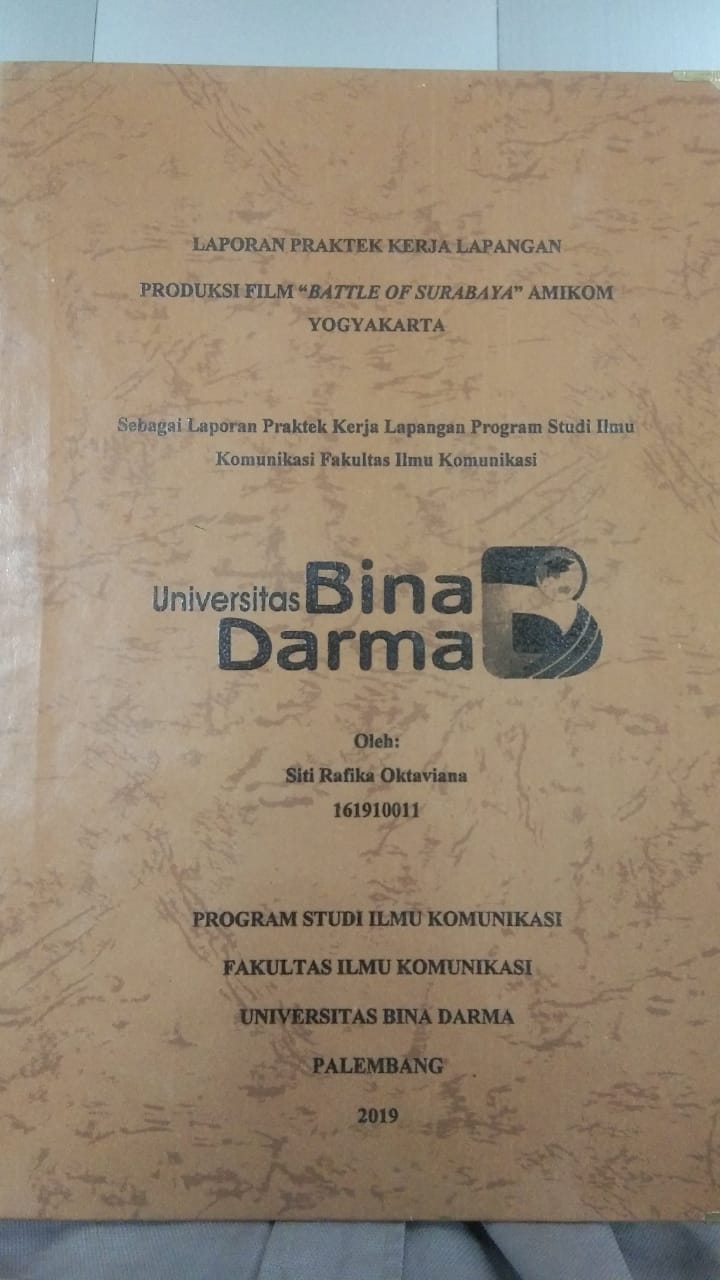 LAPORAN PRAKTEK KERJA LAPANGAN
PRODUKSI FILM “BATTLE OF SURABAYA” AMIKOM
YOGYAKARTA
Sebagai Laporan Praktek Kerja Lapangan Program Studi Ilmu
Komunikasi Fakultas Ilmu Komunikasi
Universitas Bina
Darma
Oleh:
Siti Rafika Oktaviana
161910011
PROGRAM STUDI ILMU KOMUNIKASI
FAKULTAS ILMU KOMUNIKASI
UNIVERSITAS BINA DARMA
PALEMBANG
2019